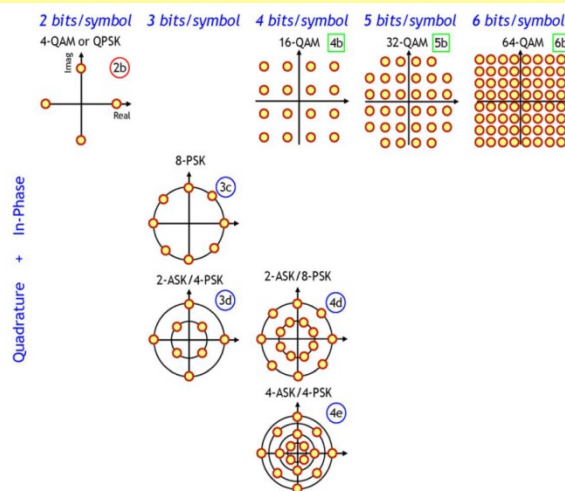 2 bits/symbol 3 bits/symbol 4 bits/symbol 5 bits/symbol 6 bits/symbol
4-QAM or QPSK 16-QAM 4b 32-QAM 5b 64-QAM 6b
Imag
2b
Real
8-PSK
3c
Quadrature + In-Phase
2-ASK/4-PSK 2-ASK/8-PSK
3d 4d
4-ASK/4-PSK
4e